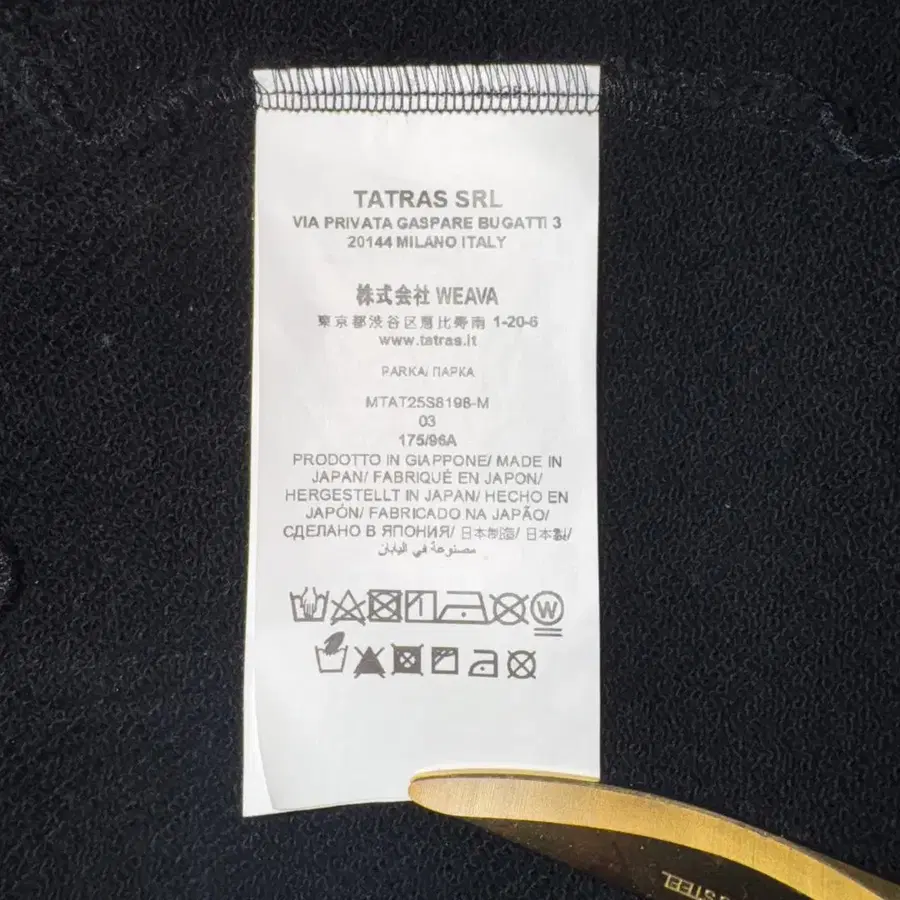 TATRAS SRL
VIA PRIVATA GASPARE BUGATTI 3
20144 MILANO ITALY
株式会社 WEAVA
東京都渋谷区恵比寿南 1-20-6
www.tatras.it
PARKA/ ПАРКА
MTAT25S8198-M
03
175/96A
PRODOTTO IN GIAPPONE/ MADE IN
JAPAN/ FABRIQUÉ EN JAPON/
HERGESTELLT IN JAPAN/ HECHO EN
JAPÓN/ FABRICADO NA JAPÃO/
СДЕЛАНО В ЯПОНИЯ/ 日本制造/ 日本製/
مصنوعة في اليابان
W
STEEL